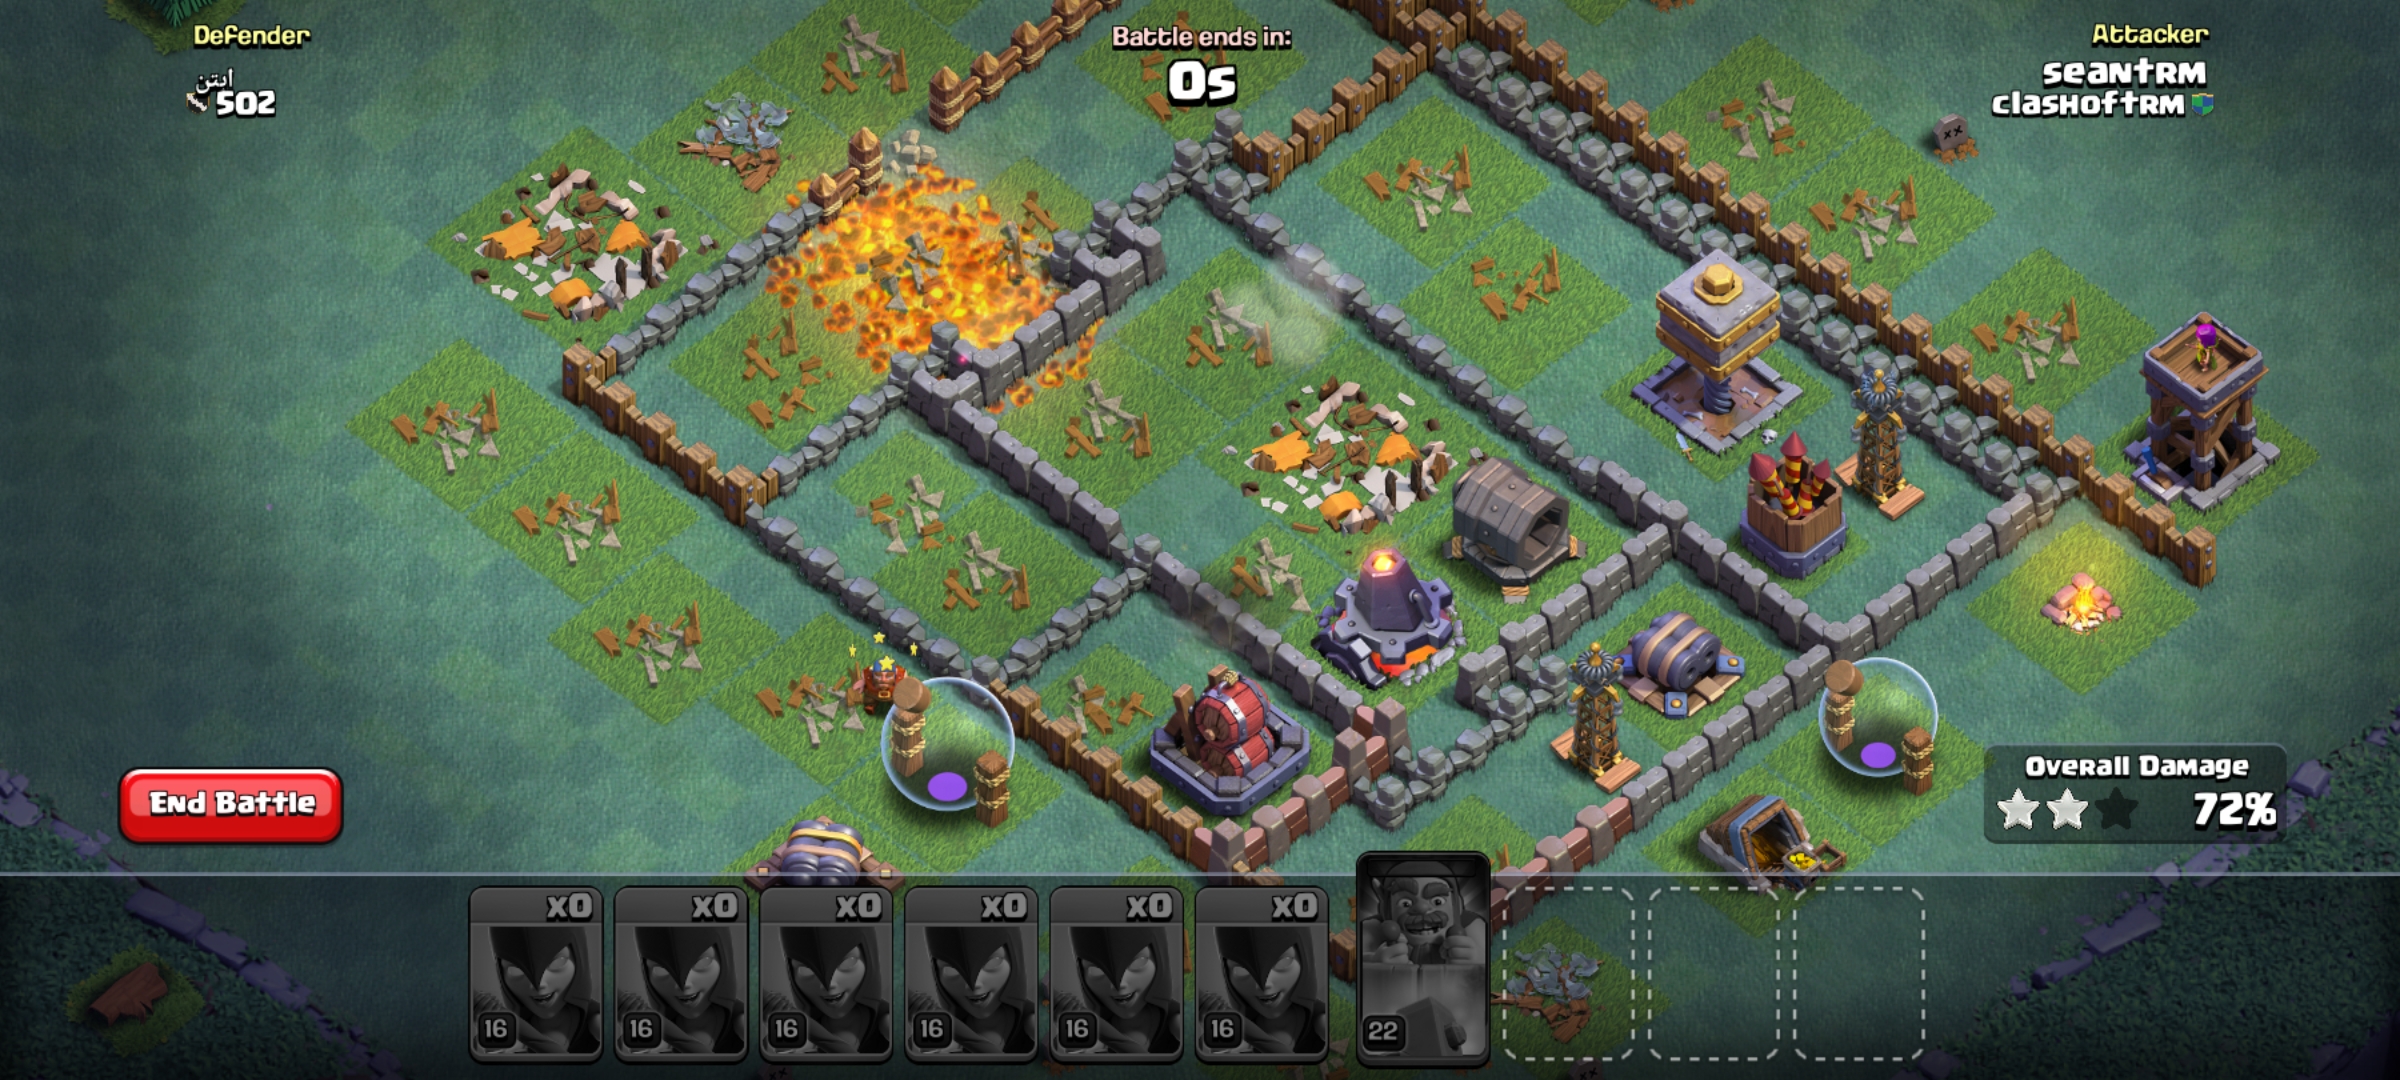 Defender
ايتن
502
Battle ends in:
0s
Attacker
seantRM
clashoftRM
End Battle
Overall Damage
72%
x0
x0
x0
x0
x0
x0
16
16
16
16
16
16
22